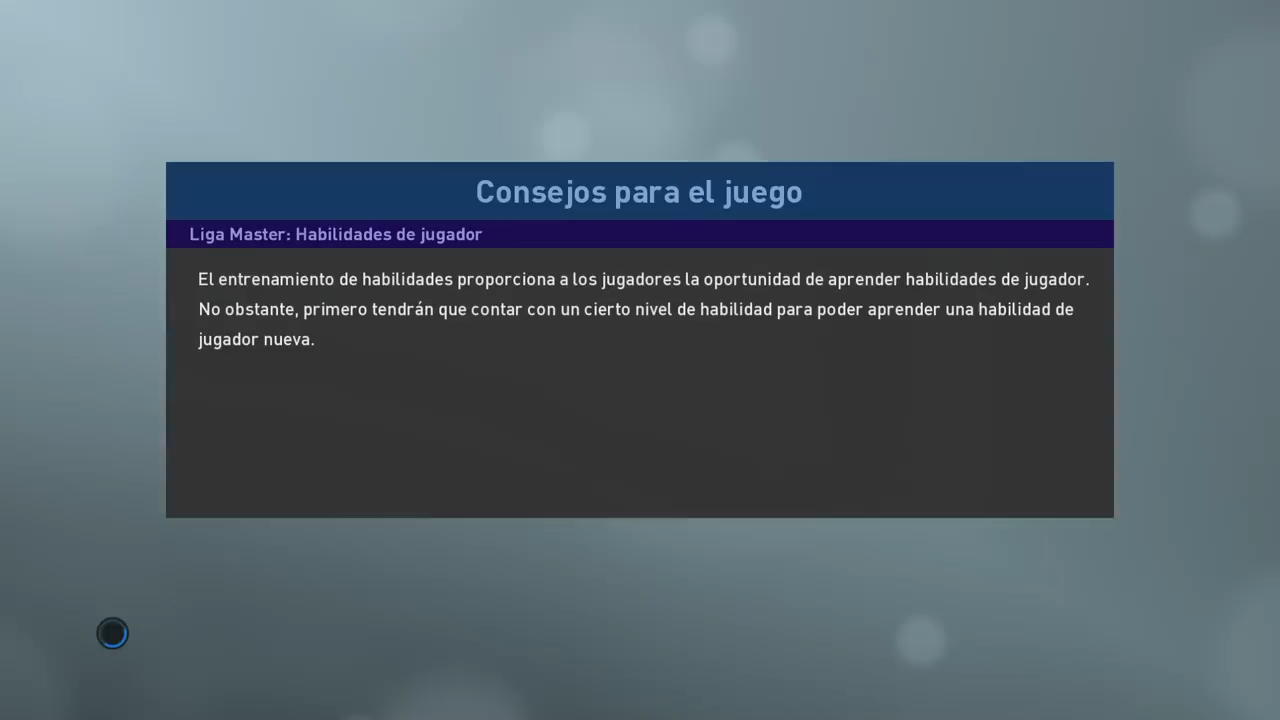 Consejos para el juego
Liga Master: Habilidades de jugador
El entrenamiento de habilidades proporciona a los jugadores la oportunidad de aprender habilidades de jugador.
No obstante, primero tendrán que contar con un cierto nivel de habilidad para poder aprender una habilidad de
jugador nueva.